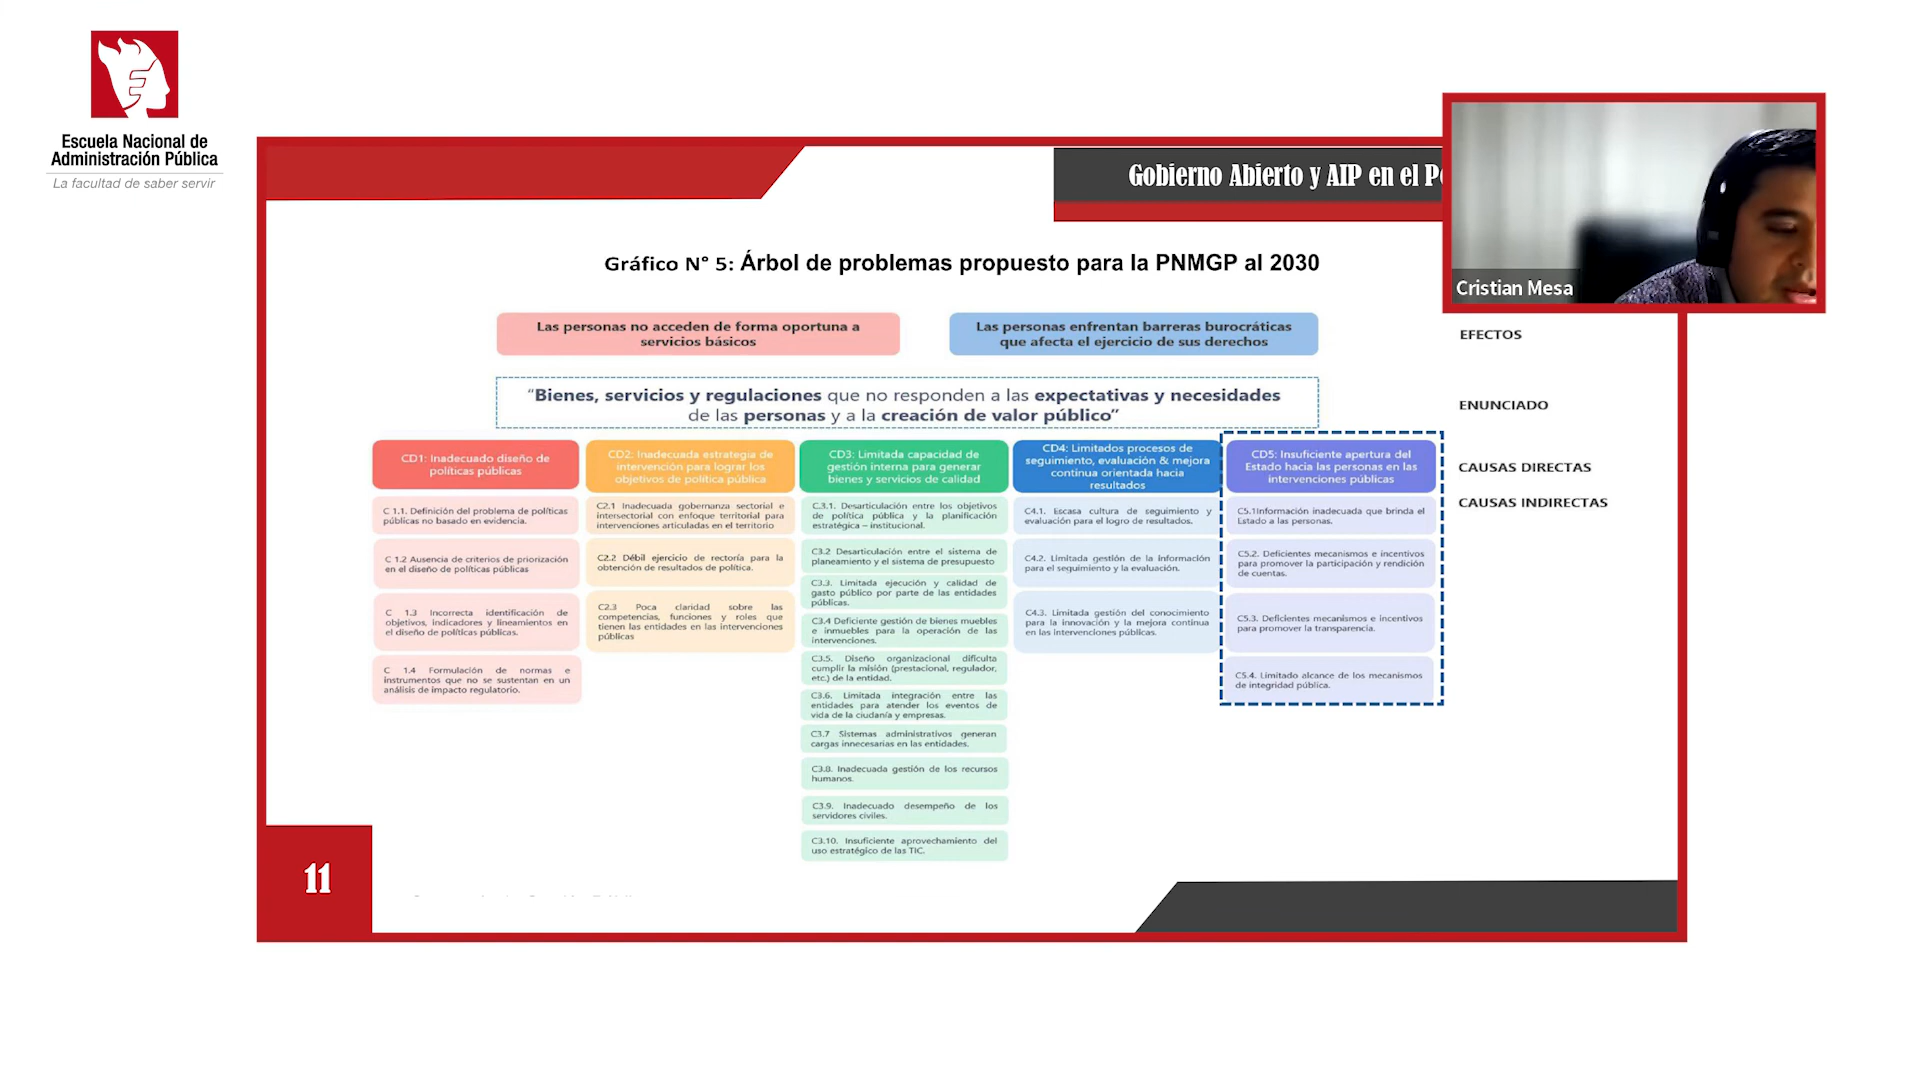 Escuela Nacional de
Administración Pública
La facultad de saber servir
Gobierno Abierto y AIP en el P
Cristian Mesa
Gráfico N° 5: Árbol de problemas propuesto para la PNMGP al 2030
Las personas no acceden de forma oportuna a
servicios básicos
Las personas enfrentan barreras burocráticas
que afecta el ejercicio de sus derechos
EFECTOS
“Bienes, servicios y regulaciones que no responden a las expectativas y necesidades
de las personas y a la creación de valor público”
ENUNCIADO
CD1: Inadecuado diseño de
políticas públicas
CD2: Inadecuada estrategia de
intervención para lograr los
objetivos de política pública
CD3: Limitada capacidad de
gestión interna para generar
bienes y servicios de calidad
CD4: Limitados procesos de
seguimiento, evaluación & mejora
continua orientada hacia
resultados
CD5: Insuficiente apertura del
Estado hacia las personas en las
intervenciones públicas
CAUSAS DIRECTAS
CAUSAS INDIRECTAS
C 1.1. Definición del problema de políticas
públicas no basado en evidencia.
C 1.2 Ausencia de criterios de priorización
en el diseño de políticas públicas
C 1.3 Incorrecta identificación de
objetivos, indicadores y lineamientos en
el diseño de políticas públicas.
C 1.4 Formulación de normas e
instrumentos que no se sustentan en un
análisis de impacto regulatorio.
C2.1 Inadecuada gobernanza sectorial e
intersectorial con enfoque territorial para
intervenciones articuladas en el territorio
C2.2 Débil ejercicio de rectoría para la
obtención de resultados de política.
C2.3 Poca claridad sobre las
competencias, funciones y roles que
tienen las entidades en las intervenciones
públicas
C.3.1. Desarticulación entre los objetivos
de política pública y la planificación
estratégica – institucional.
C3.2 Desarticulación entre el sistema de
planeamiento y el sistema de presupuesto
C3.3. Limitada ejecución y calidad de
gasto público por parte de las entidades
públicas.
C3.4 Deficiente gestión de bienes muebles
e inmuebles para la operación de las
intervenciones.
C3.5. Diseño organizacional dificulta
cumplir la misión (prestacional, regulador,
etc.) de la entidad.
C3.6. Limitada integración entre las
entidades para atender los eventos de
vida de la ciudanía y empresas.
C3.7 Sistemas administrativos generan
cargas innecesarias en las entidades.
C3.8. Inadecuada gestión de los recursos
humanos.
C3.9. Inadecuado desempeño de los
servidores civiles.
C3.10. Insuficiente aprovechamiento del
uso estratégico de las TIC.
C4.1. Escasa cultura de seguimiento y
evaluación para el logro de resultados.
C4.2. Limitada gestión de la información
para el seguimiento y la evaluación.
C4.3. Limitada gestión del conocimiento
para la innovación y la mejora continua
en las intervenciones públicas.
C5.1Información inadecuada que brinda el
Estado a las personas.
C5.2. Deficientes mecanismos e incentivos
para promover la participación y rendición
de cuentas.
C5.3. Deficientes mecanismos e incentivos
para promover la transparencia.
C5.4. Limitado alcance de los mecanismos
de integridad pública.
11